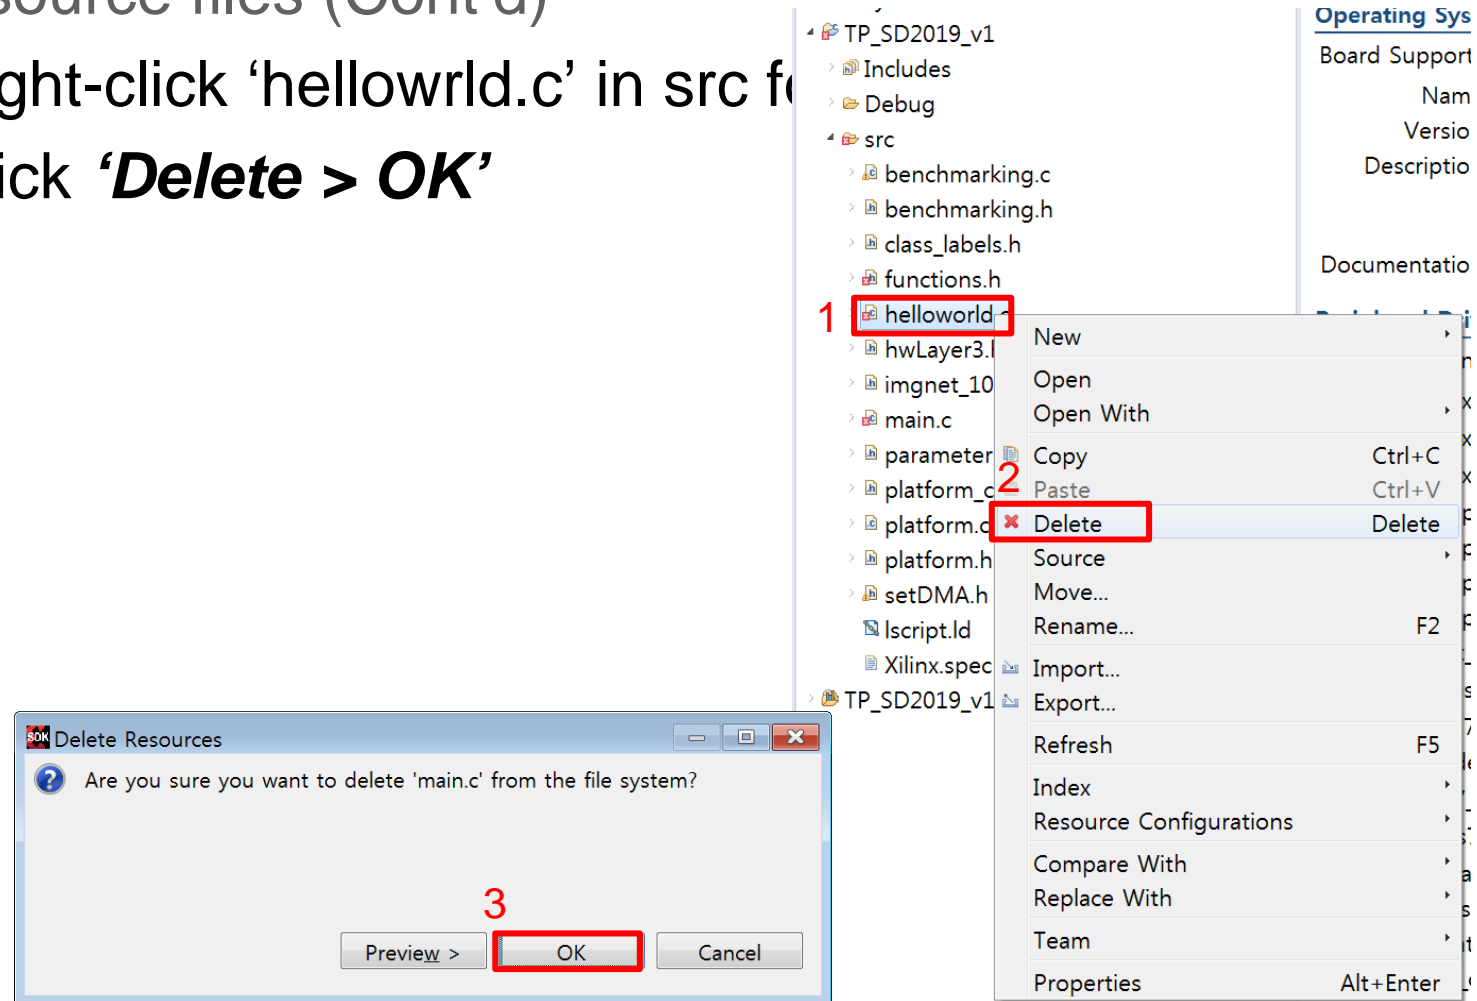 source files (Cont'd)
ght-click ‘hellowrld.c’ in src f
ick ‘Delete > OK’
TP_SD2019_v1
Includes
Debug
src
benchmarking.c
benchmarking.h
class_labels.h
functions.h
1
helloworld
hwLayer3.h
imgnet_10
main.c
parameter
platform_c
platform.c
platform.h
setDMA.h
lscript.ld
Xilinx.spec
TP_SD2019_v1
Operating Sys
Board Support
Nam
Versio
Descriptio
Documentatio
New
Open
Open With
Copy Ctrl+C
2
Paste Ctrl+V
Delete Delete
Source
Move...
Rename... F2
Import...
Export...
Refresh F5
Index
Resource Configurations
Compare With
Replace With
Team
Properties Alt+Enter
SDK Delete Resources
Are you sure you want to delete 'main.c' from the file system?
3
Preview > OK Cancel